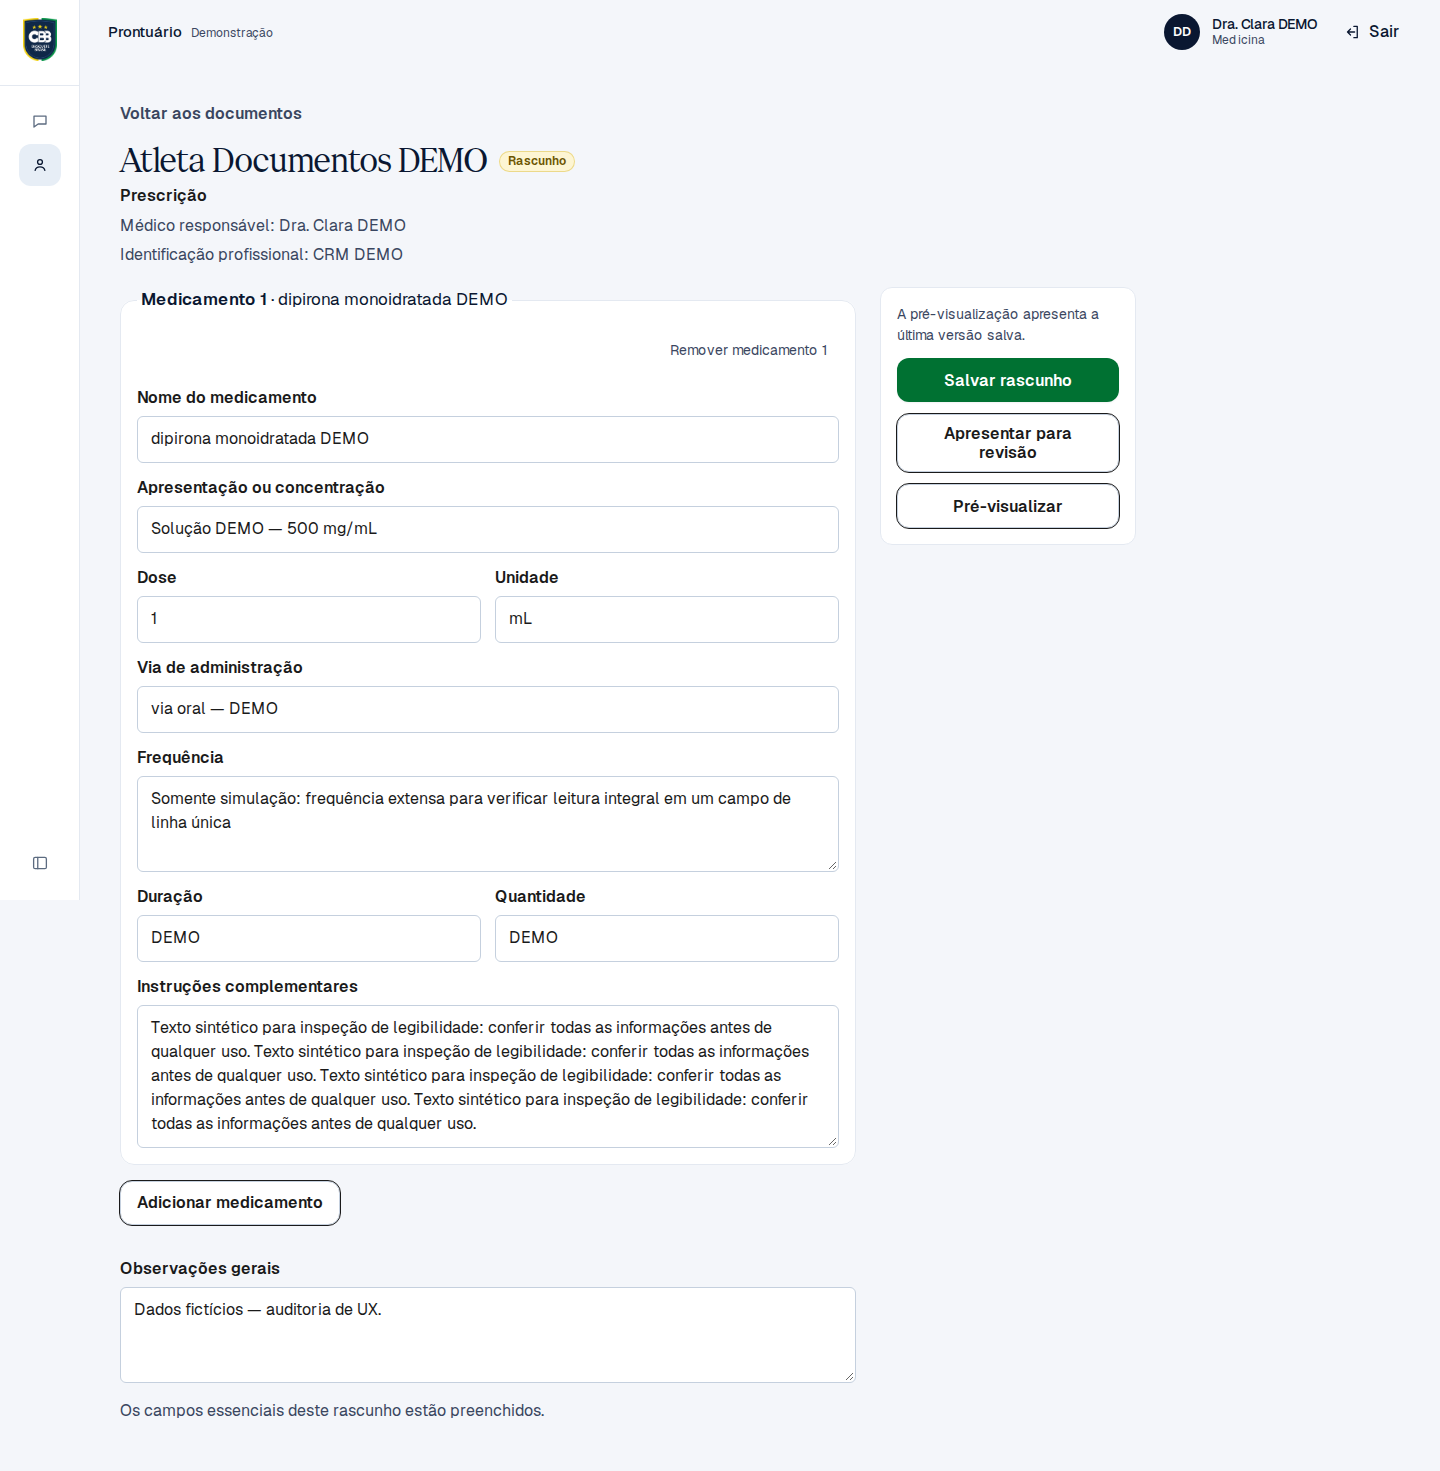 CBB
Prontuário Demonstração
DD
Dra. Clara DEMO
Medicina
Sair
Voltar aos documentos
Atleta Documentos DEMO
Rascunho
Prescrição
Médico responsável: Dra. Clara DEMO
Identificação profissional: CRM DEMO
Medicamento 1 · dipirona monoidratada DEMO
Remover medicamento 1
Nome do medicamento
dipirona monoidratada DEMO
Apresentação ou concentração
Solução DEMO — 500 mg/mL
Dose
Unidade
1
mL
Via de administração
via oral — DEMO
Frequência
Somente simulação: frequência extensa para verificar leitura integral em um campo de
linha única
Duração
Quantidade
DEMO
DEMO
Instruções complementares
Texto sintético para inspeção de legibilidade: conferir todas as informações antes de
qualquer uso. Texto sintético para inspeção de legibilidade: conferir todas as informações
antes de qualquer uso. Texto sintético para inspeção de legibilidade: conferir todas as
informações antes de qualquer uso. Texto sintético para inspeção de legibilidade: conferir
todas as informações antes de qualquer uso.
Adicionar medicamento
Observações gerais
Dados fictícios — auditoria de UX.
Os campos essenciais deste rascunho estão preenchidos.
A pré-visualização apresenta a
última versão salva.
Salvar rascunho
Apresentar para
revisão
Pré-visualizar